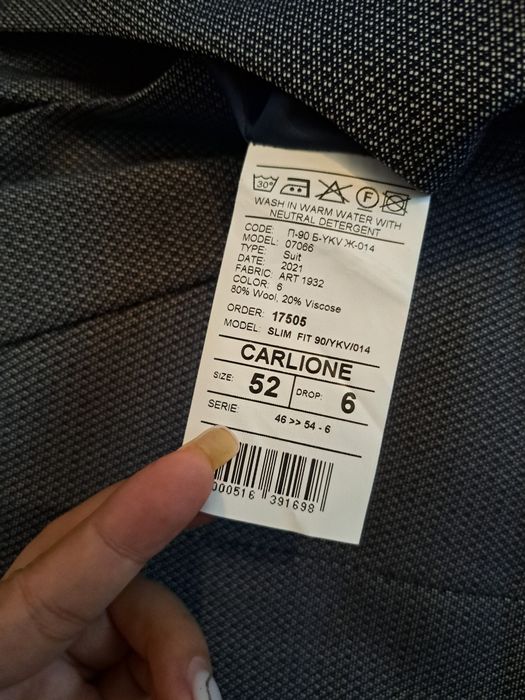 30°
F
WASH IN WARM WATER WITH
NEUTRAL DETERGENT
CODE: П-90 Б-YKV Ж-014
MODEL: 07066
TYPE: Suit
DATE: 2021
FABRIC: ART 1932
COLOR: 6
80% Wool, 20% Viscose
ORDER: 17505
MODEL: SLIM FIT 90/YKV/014
CARLIONE
SIZE: 52 DROP: 6
SERIE: 46 >> 54 - 6
000516 391698